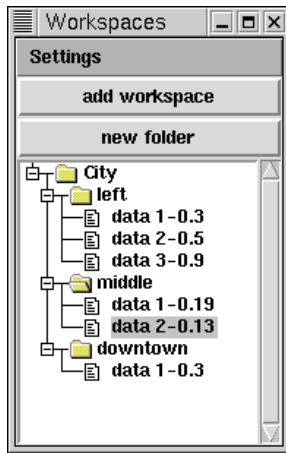 Workspaces
Settings
add workspace
new folder
City
left
data 1-0.3
data 2-0.5
data 3-0.9
middle
data 1-0.19
data 2-0.13
downtown
data 1-0.3